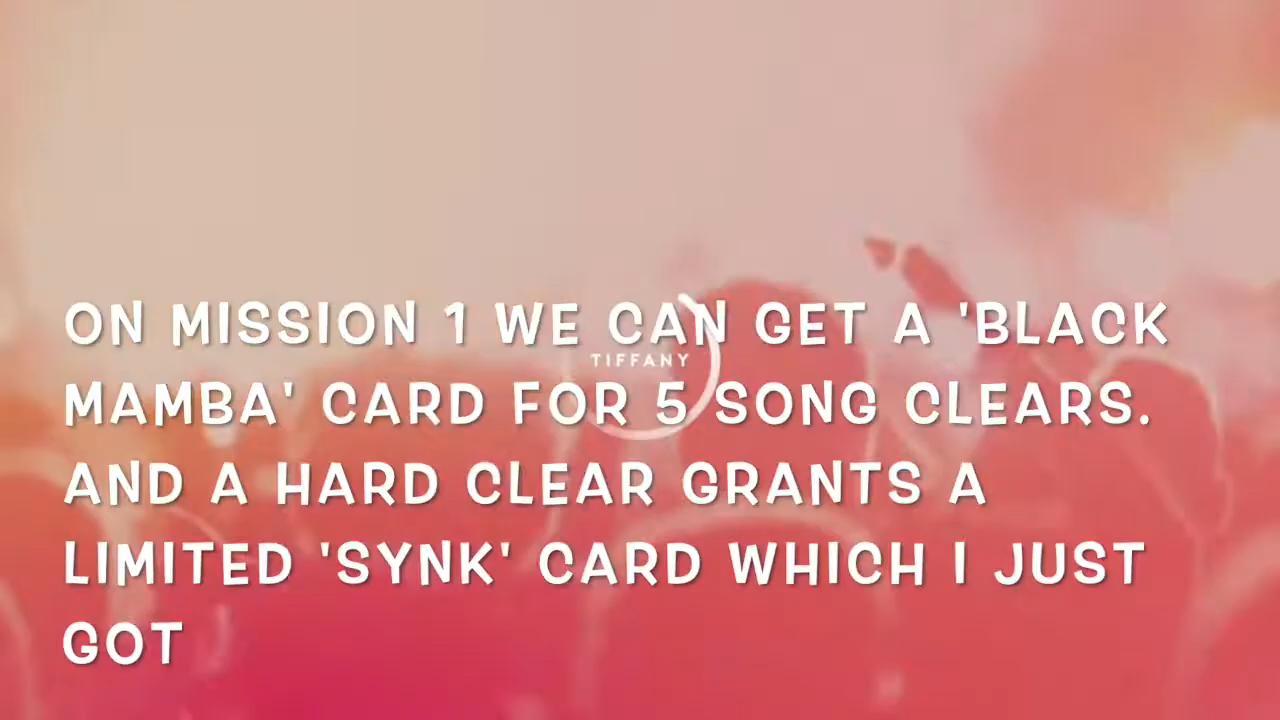 ON MISSION 1 WE CAN GET A 'BLACK
TIFFANY
MAMBA' CARD FOR 5 SONG CLEARS.
AND A HARD CLEAR GRANTS A
LIMITED 'SYNK' CARD WHICH I JUST
GOT